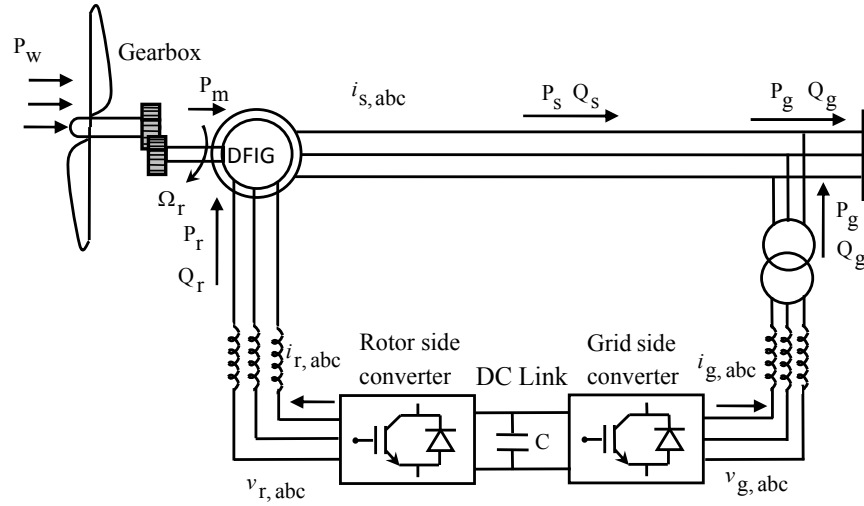 Gearbox
P_w
P_m
i_s,abc
P_s Q_s
P_g Q_g
DFIG
Ω_r
P_r
Q_r
P_g
Q_g
i_r,abc
Rotor side
converter
DC Link
Grid side
converter
i_g,abc
C
v_r,abc
v_g,abc